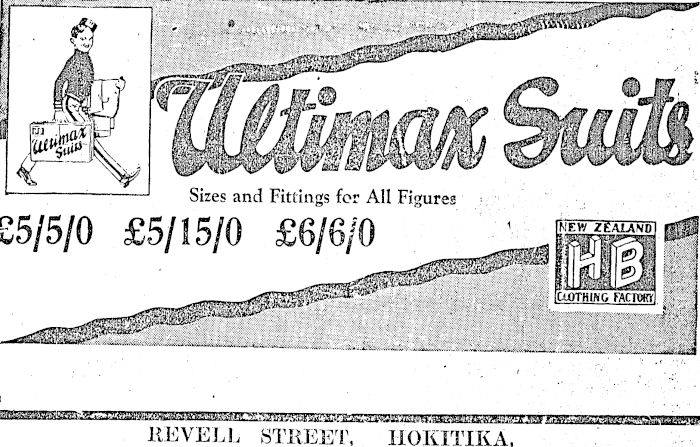 Ultimax Suits
Ultimax
Suits
Sizes and Fittings for All Figures
£5/5/0 £5/15/0 £6/6/0
NEW ZEALAND
HB
CLOTHING FACTORY
REVELL STREET, HOKITIKA,